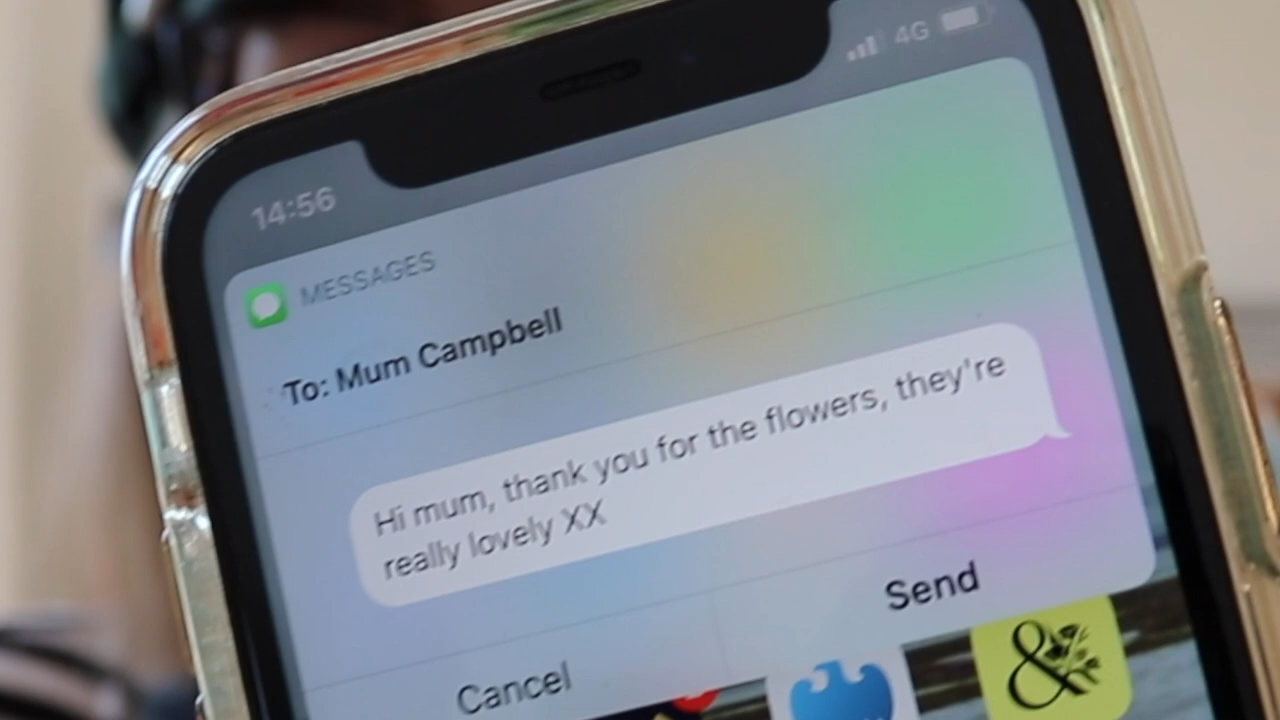 14:56
4G
MESSAGES
To: Mum Campbell
Hi mum, thank you for the flowers, they're
really lovely XX
Cancel
Send
&